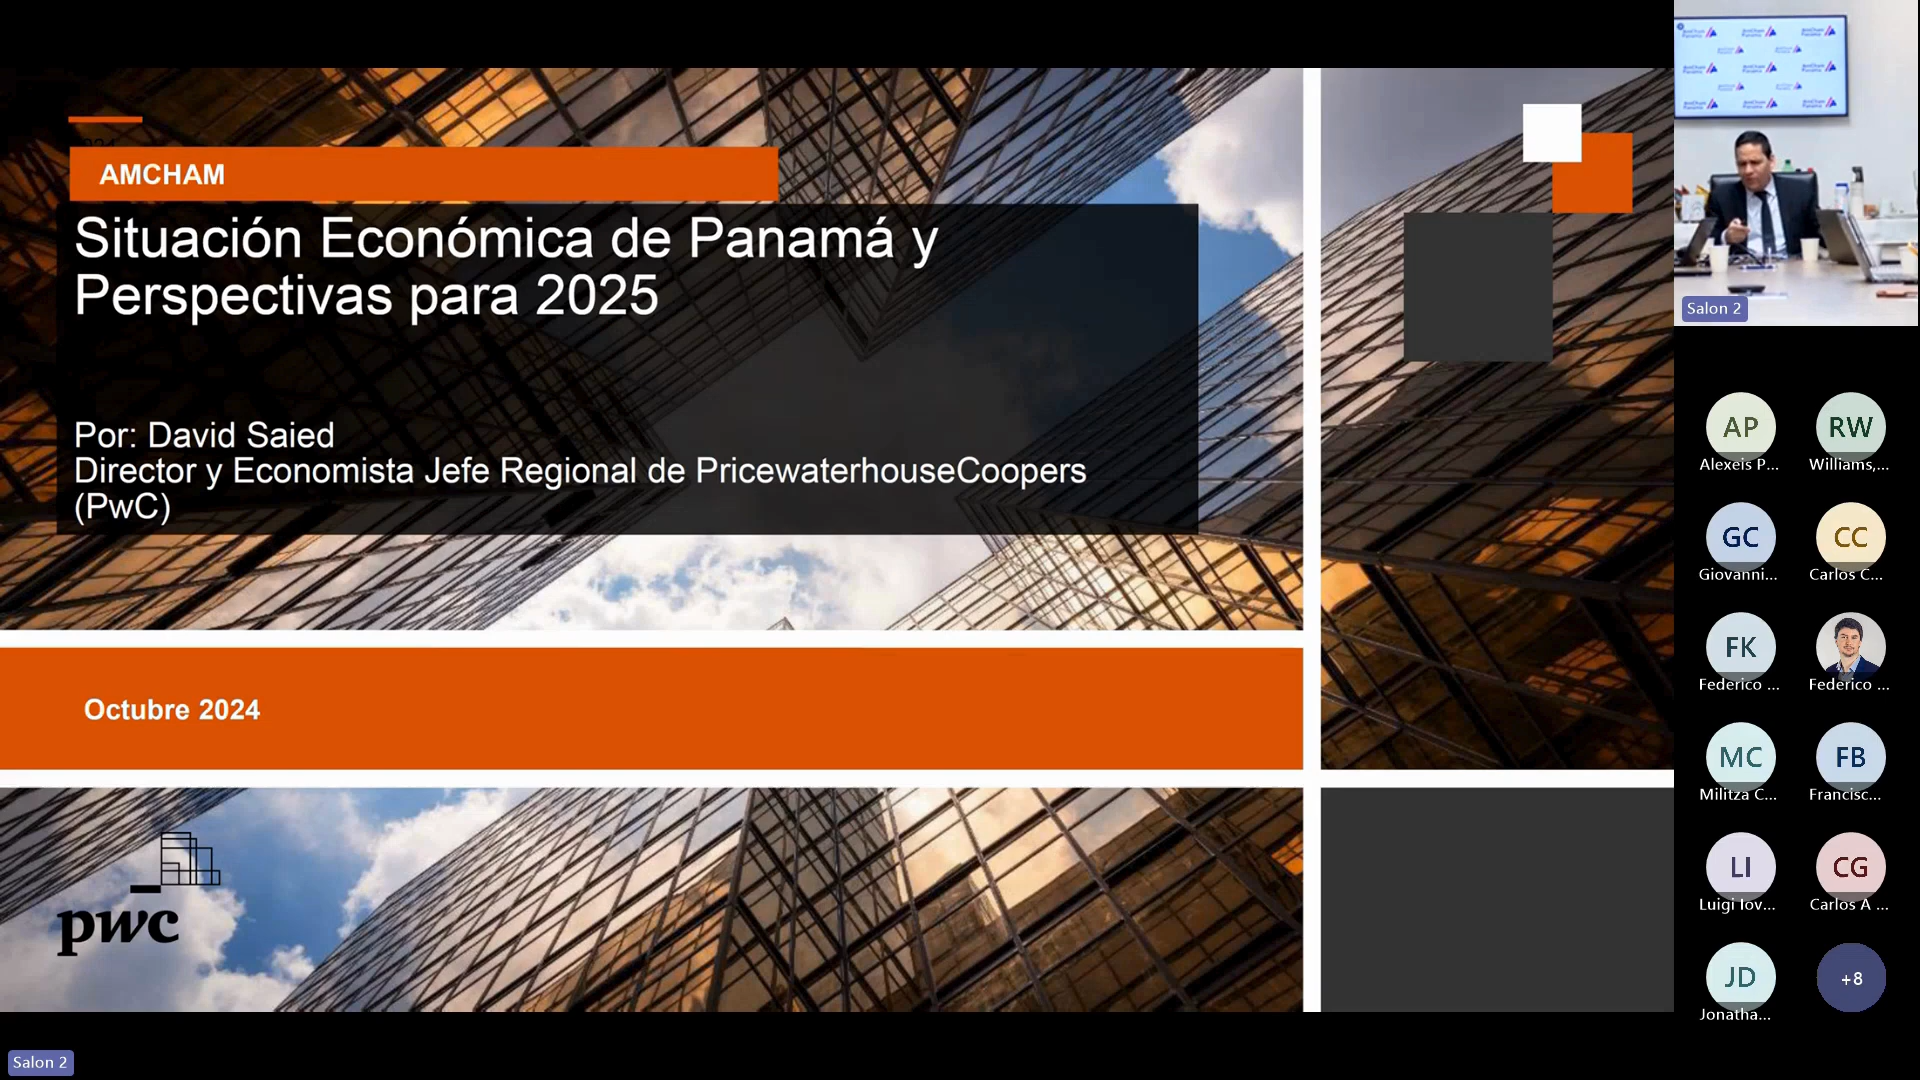 AMCHAM
Situación Económica de Panamá y
Perspectivas para 2025
Por: David Saied
Director y Economista Jefe Regional de PricewaterhouseCoopers
(PwC)
Octubre 2024
pwc
Salon 2
Salon 2
AP
Alexeis P...
RW
Williams,...
GC
Giovanni...
CC
Carlos C...
FK
Federico ...
Federico ...
MC
Militza C...
FB
Francisc...
LI
Luigi Iov...
CG
Carlos A ...
JD
Jonatha...
+8